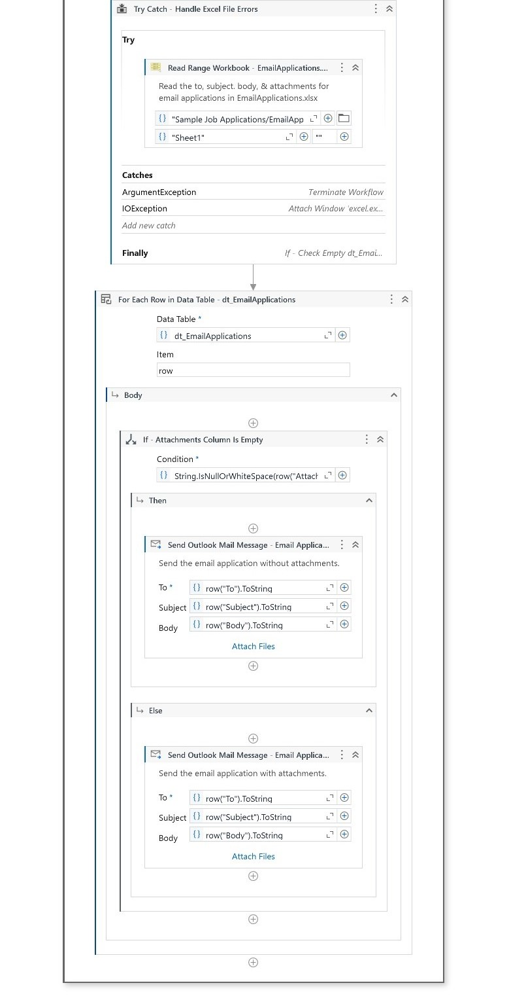 Try Catch - Handle Excel File Errors
Try
Read Range Workbook - EmailApplications....
Read the to, subject. body, & attachments for
email applications in EmailApplications.xlsx
"Sample Job Applications/EmailApp
"Sheet1" ""
Catches
ArgumentException Terminate Workflow
IOException Attach Window 'excel.ex...
Add new catch
Finally If - Check Empty dt_Emai...
For Each Row in Data Table - dt_EmailApplications
Data Table *
{} dt_EmailApplications
Item
row
Body
If - Attachments Column Is Empty
Condition *
{} String.IsNullOrWhiteSpace(row("Attach
Then
Send Outlook Mail Message - Email Applica...
Send the email application without attachments.
To * {} row("To").ToString
Subject {} row("Subject").ToString
Body {} row("Body").ToString
Attach Files
Else
Send Outlook Mail Message - Email Applica...
Send the email application with attachments.
To * {} row("To").ToString
Subject {} row("Subject").ToString
Body {} row("Body").ToString
Attach Files